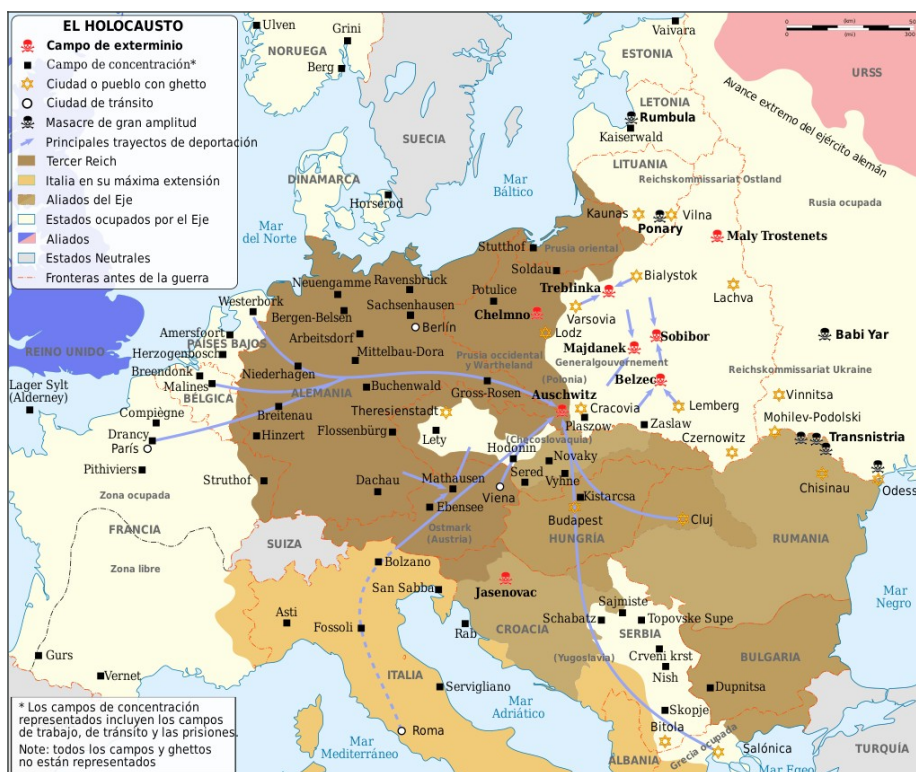 EL HOLOCAUSTO
Campo de exterminio
Campo de concentración*
Ciudad o pueblo con ghetto
Ciudad de tránsito
Masacre de gran amplitud
Principales trayectos de deportación
Tercer Reich
Italia en su máxima extensión
Aliados del Eje
Estados ocupados por el Eje
Aliados
Estados Neutrales
Fronteras antes de la guerra
Ulven
Grini
NORUEGA
Berg
SUECIA
DINAMARCA
Horserod
Mar
del Norte
Mar
Báltico
Vaivara
ESTONIA
(km)
500
(mi)
300
URSS
Avance extremo del ejército alemán
LETONIA
Rumbula
Kaiserwald
LITUANIA
Reichskommissariat Ostland
Rusia ocupada
Kaunas
Vilna
Ponary
Maly Trostenets
Stutthof
Prusia oriental
Soldau
Bialystok
Treblinka
Lachva
Neuengamme
Ravensbrück
Potulice
Westerbork
Sachsenhausen
Chelmno
Varsovia
Bergen-Belsen
Berlín
Amersfoort
PAÍSES BAJOS
Arbeitsdorf
Lodz
Sobibor
Babi Yar
REINO UNIDO
Herzogenbosch
Mittelbau-Dora
Prusia occidental
y Wartheland
Majdanek
Generalgouvernement
(Polonia)
Reichskommissariat Ukraine
Breendonk
Niederhagen
Belzec
Lager Sylt
(Alderney)
Malines
BÉLGICA
ALEMANIA
Buchenwald
Gross-Rosen
Auschwitz
Vinnitsa
Compiègne
Breitenau
Theresienstadt
Cracovia
Lemberg
Mohilev-Podolski
Drancy
París
Hinzert
Flossenbürg
Lety
Plaszow
Zaslaw
Transnistria
(Checoslovaquia)
Czernowitz
Hodonin
Novaky
Pithiviers
Struthof
Dachau
Mathausen
Sered
Vyhne
Chisinau
Odess
Zona ocupada
Viena
Kistarcsa
Ebensee
Ostmark
(Austria)
Budapest
Cluj
FRANCIA
SUIZA
HUNGRÍA
RUMANIA
Zona libre
Bolzano
San Sabba
Jasenovac
Mar
Negro
Asti
Fossoli
Rab
CROACIA
Schabatz
Sajmiste
Topovske Supe
SERBIA
(Yugoslavia)
Crveni krst
Nish
BULGARIA
Gurs
Vernet
ITALIA
Servigliano
Dupnitsa
Mar
Adriático
Skopje
Bitola
Roma
Mar
Mediterráneo
ALBANIA
Grecia ocupada
Salónica
TURQUÍA
Mar Egeo
* Los campos de concentración
representados incluyen los campos
de trabajo, de tránsito y las prisiones.
Note: todos los campos y ghettos
no están representados